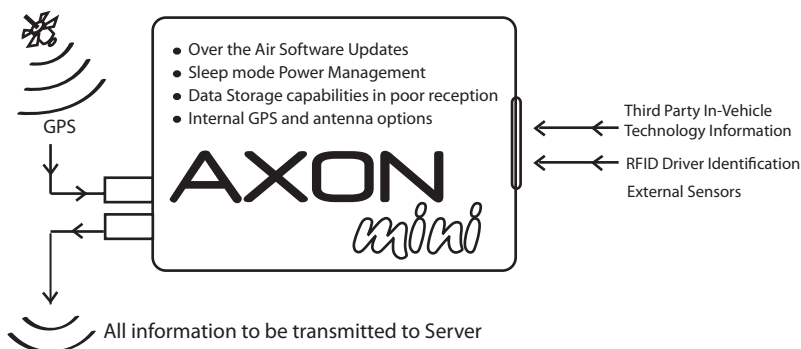 • Over the Air Software Updates
• Sleep mode Power Management
• Data Storage capabilities in poor reception
• Internal GPS and antenna options
GPS
AXON
mini
Third Party In-Vehicle
Technology Information
RFID Driver Identification
External Sensors
All information to be transmitted to Server